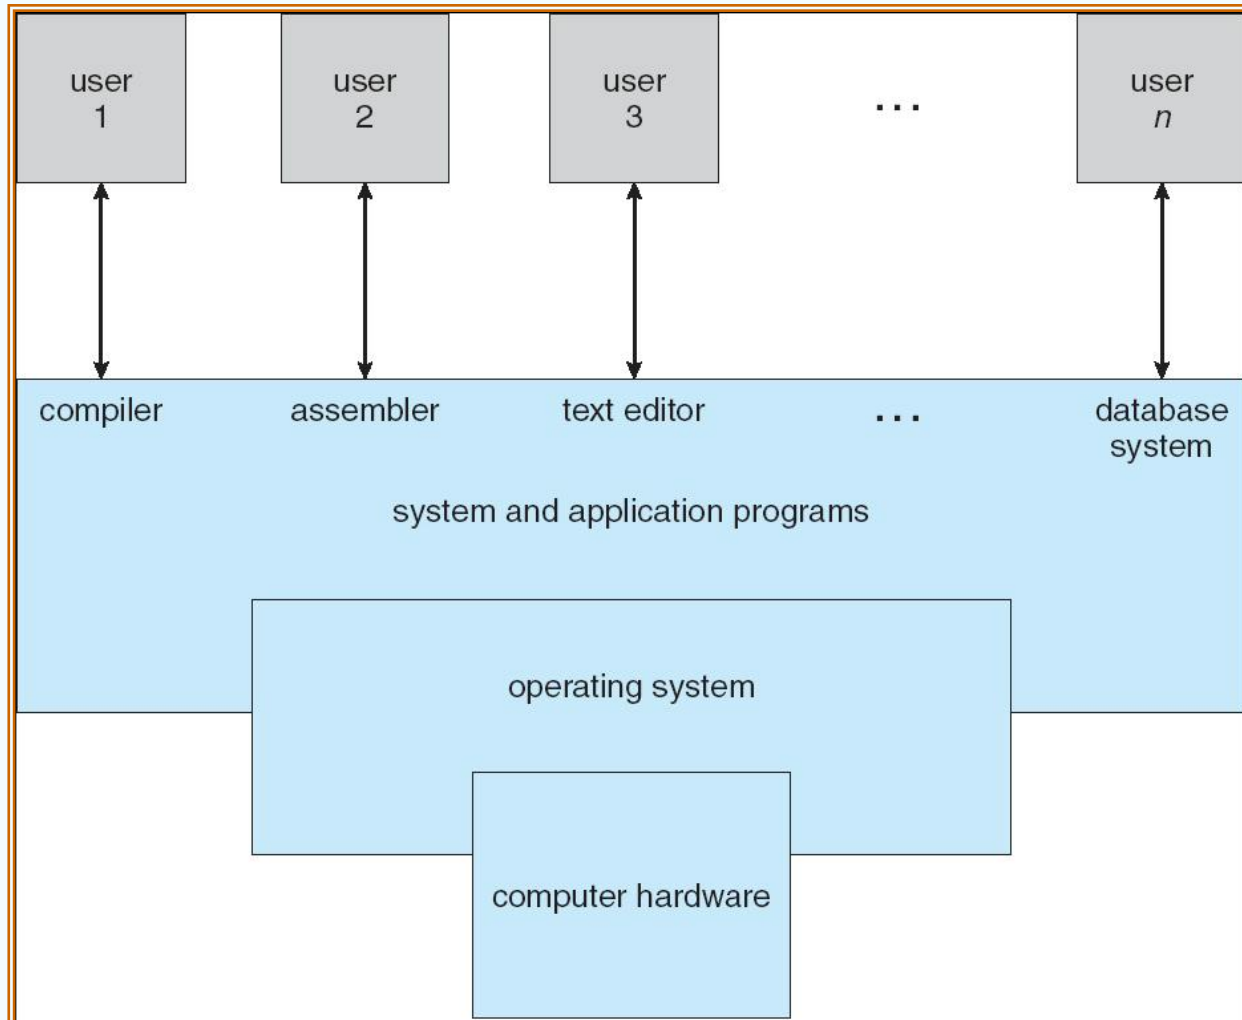 user
1
user
2
user
3
...
user
n
compiler
assembler
text editor
...
database
system
system and application programs
operating system
computer hardware